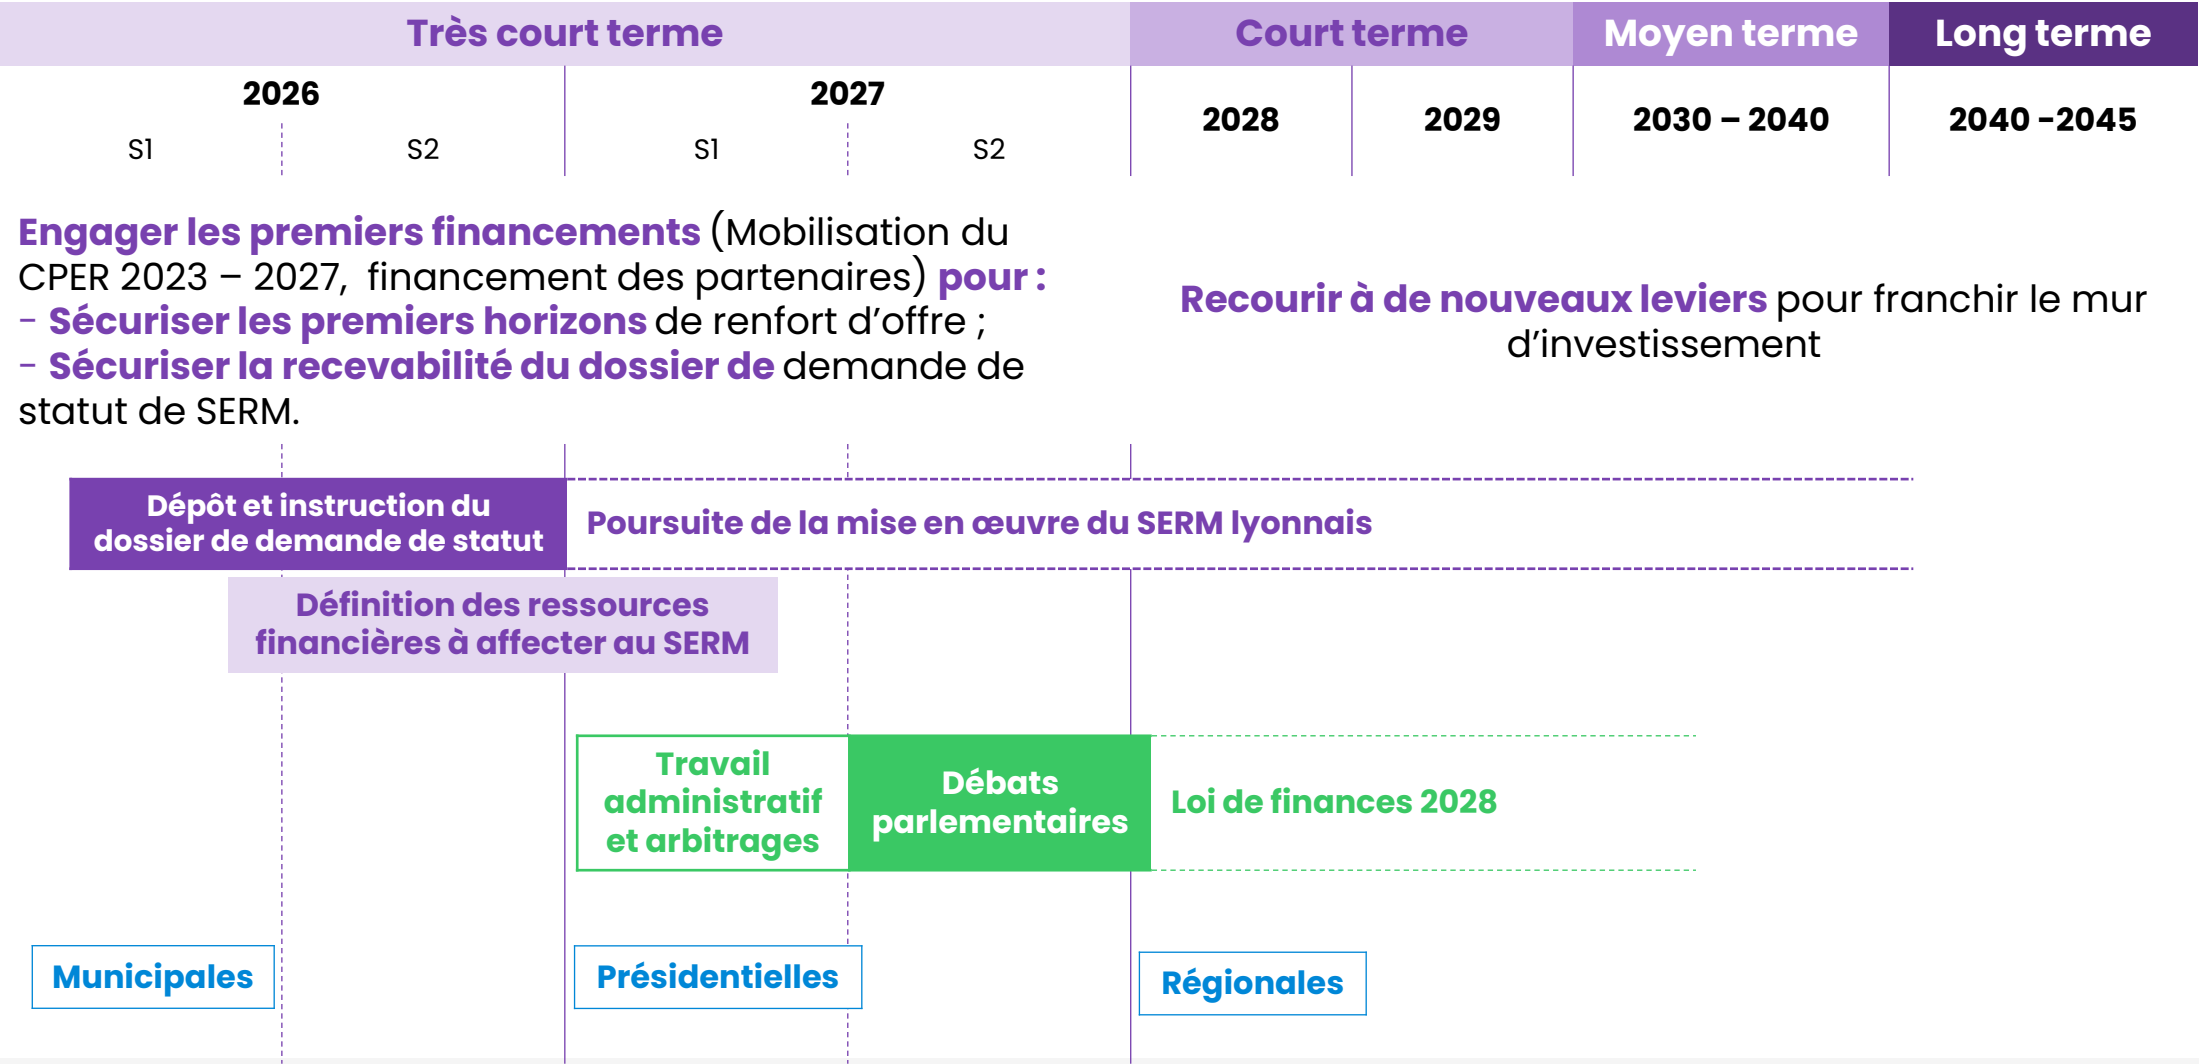 Très court terme
Court terme
Moyen terme
Long terme
2026
2027
2028
2029
2030 – 2040
2040 -2045
S1
S2
S1
S2
Engager les premiers financements (Mobilisation du
CPER 2023 – 2027, financement des partenaires) pour :
- Sécuriser les premiers horizons de renfort d’offre ;
- Sécuriser la recevabilité du dossier de demande de
statut de SERM.
Recourir à de nouveaux leviers pour franchir le mur
d’investissement
Dépôt et instruction du
dossier de demande de statut
Poursuite de la mise en œuvre du SERM lyonnais
Définition des ressources
financières à affecter au SERM
Travail
administratif
et arbitrages
Débats
parlementaires
Loi de finances 2028
Municipales
Présidentielles
Régionales